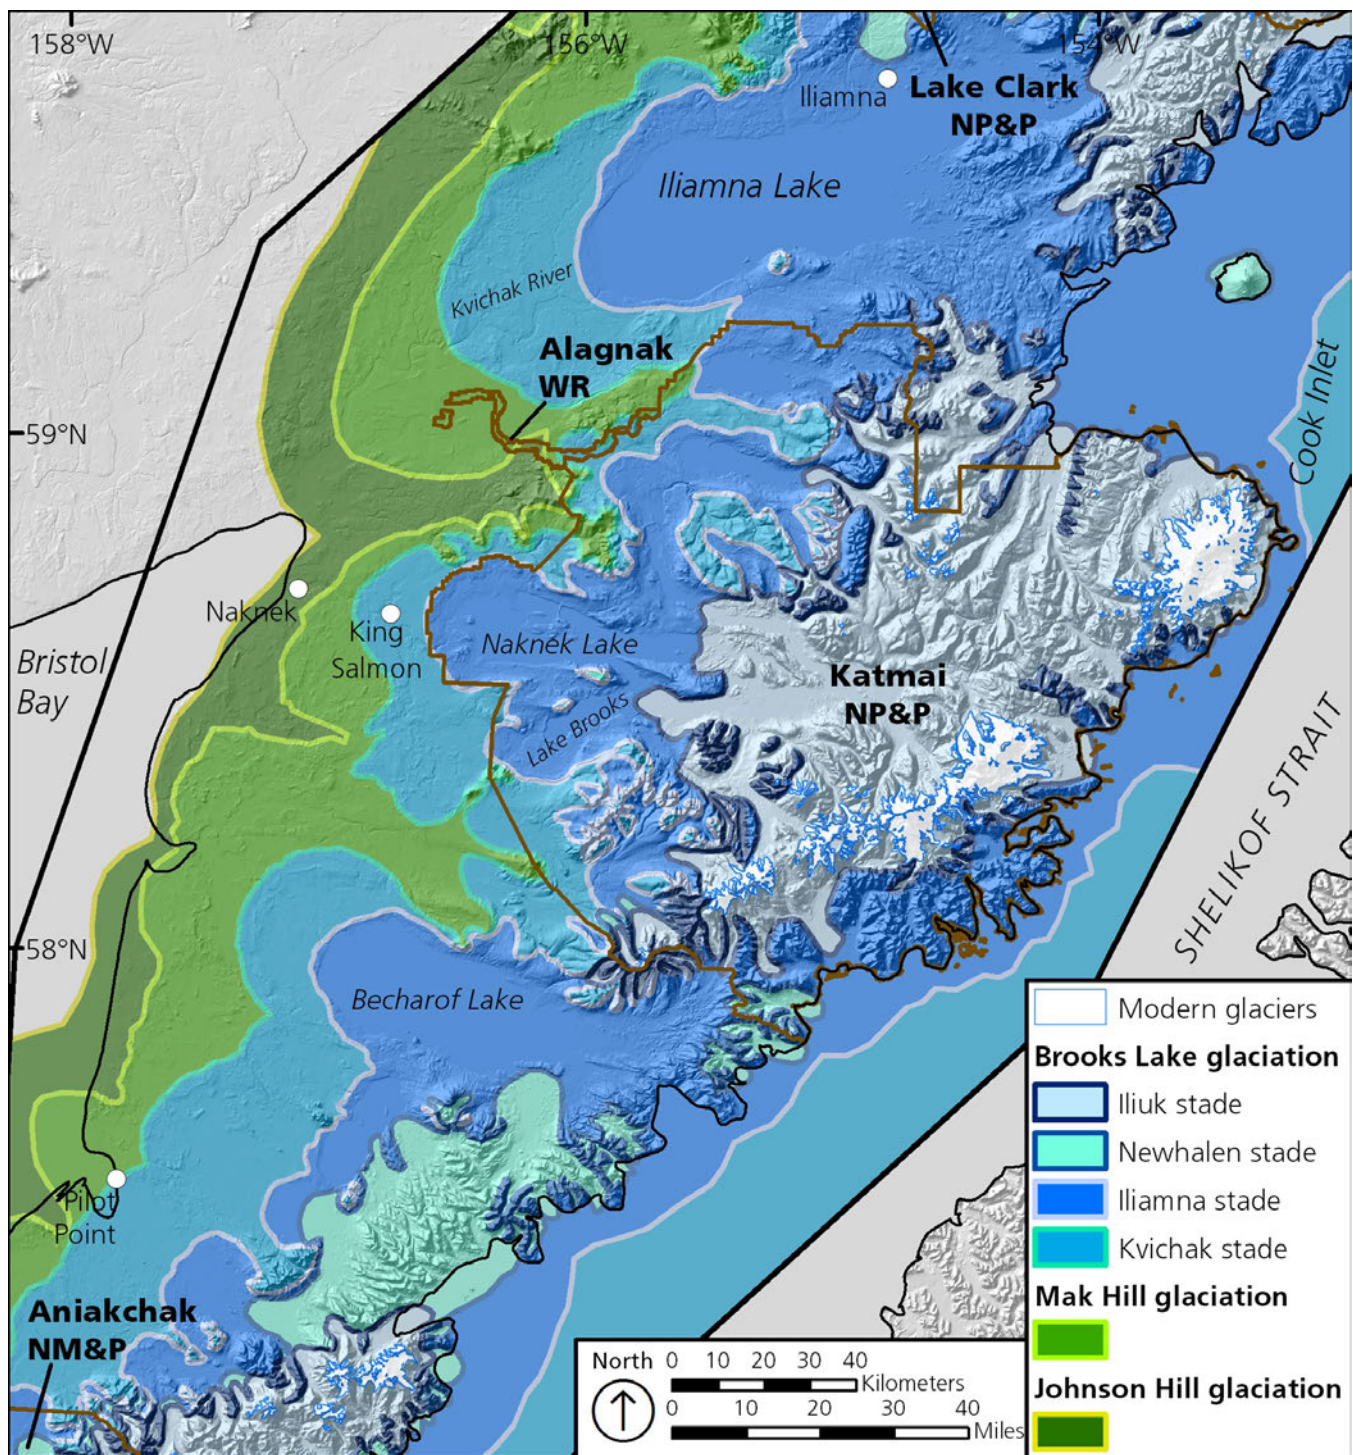 158°W
156°W
154°W
Iliamna
Lake Clark
NP&P
Iliamna Lake
Kvichak River
Alagnak
WR
59°N
Cook Inlet
Naknek
King
Salmon
Naknek Lake
Bristol
Bay
Katmai
NP&P
Lake Brooks
SHELIKOF STRAIT
58°N
Becharof Lake
Pilot
Point
Aniakchak
NM&P
Modern glaciers
Brooks Lake glaciation
Iliuk stade
Newhalen stade
Iliamna stade
Kvichak stade
Mak Hill glaciation
Johnson Hill glaciation
North
0 10 20 30 40
Kilometers
0 10 20 30 40
Miles